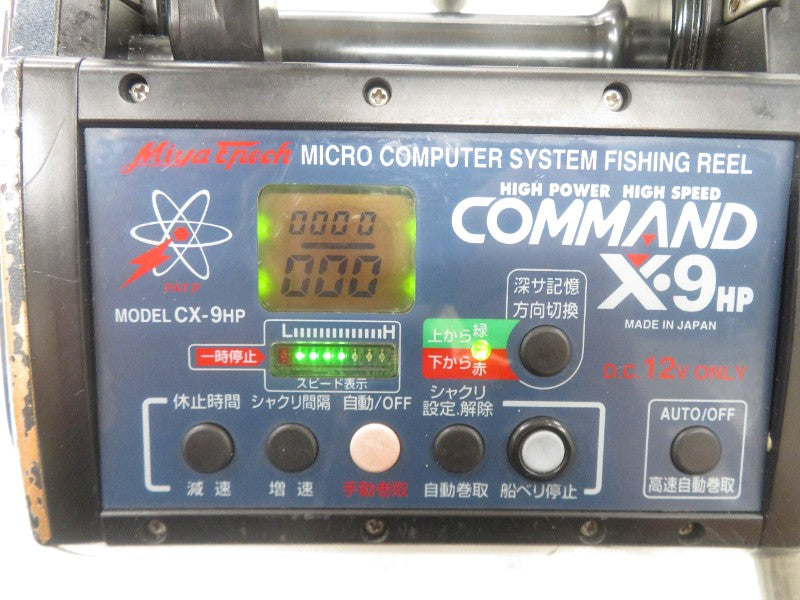 Miya Epoch MICRO COMPUTER SYSTEM FISHING REEL
HIGH POWER HIGH SPEED
COMMAND
X·9HP
MADE IN JAPAN
D.C. 12V ONLY
PAT.P
MODEL CX-9HP
0000
000
深サ記憶
方向切換
上から緑
下から赤
L H
一時停止
スピード表示
休止時間 シャクリ間隔 自動/OFF シャクリ
設定.解除
減速 増速 手動巻取 自動巻取 船べり停止
AUTO/OFF
高速自動巻取